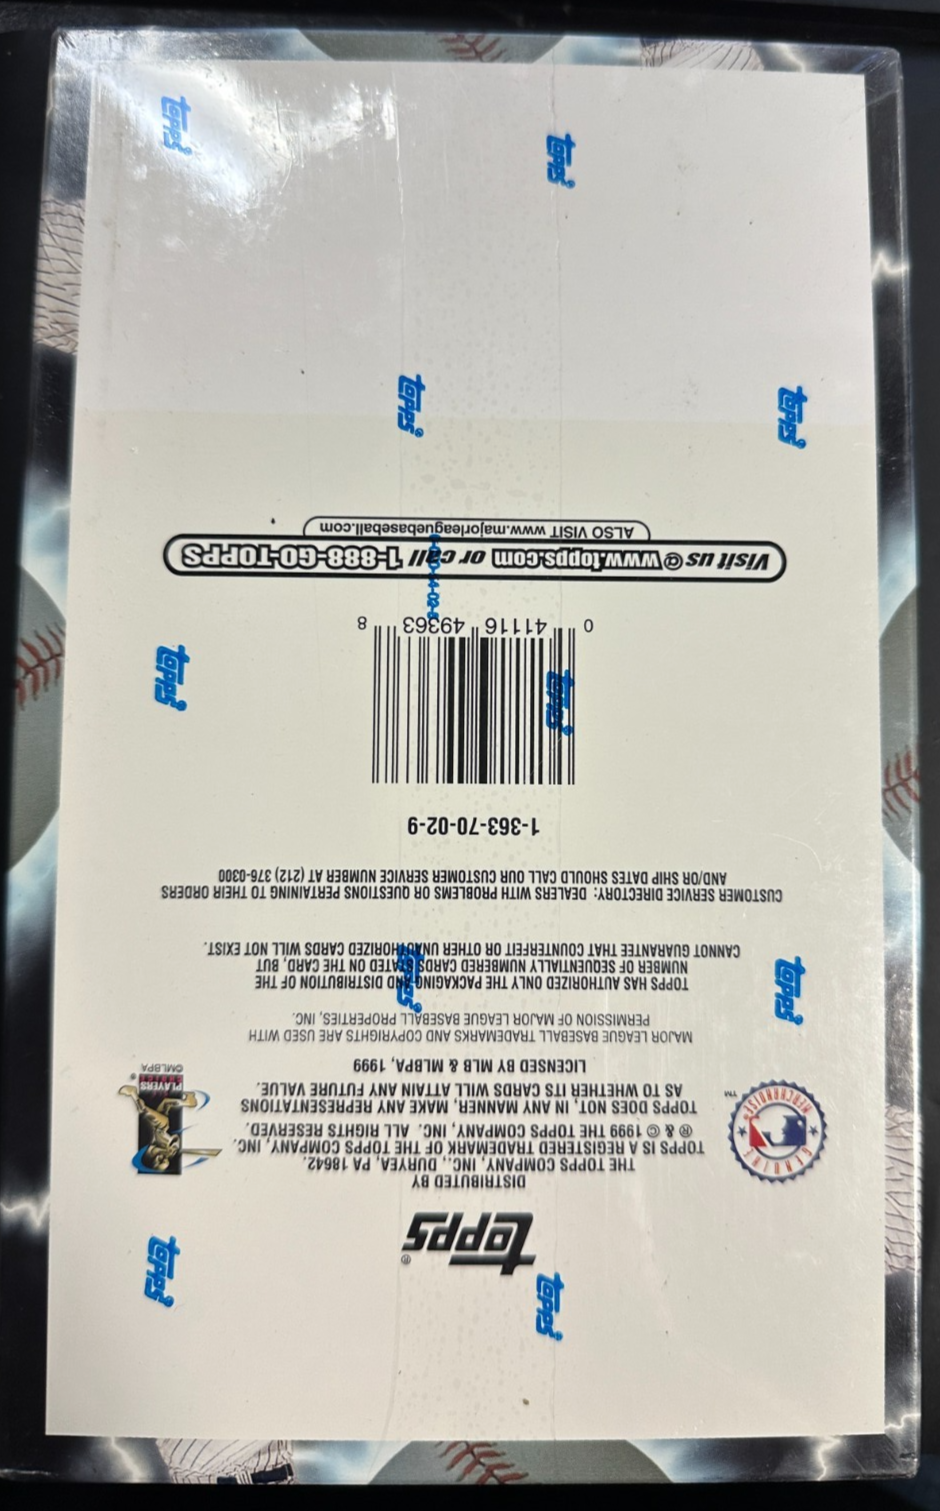 topps®
DISTRIBUTED BY
THE TOPPS COMPANY, INC., DURYEA, PA 18642.
TOPPS IS A REGISTERED TRADEMARK OF THE TOPPS COMPANY, INC.
® & © 1999 THE TOPPS COMPANY, INC. ALL RIGHTS RESERVED.
TOPPS DOES NOT, IN ANY MANNER, MAKE ANY REPRESENTATIONS
AS TO WHETHER ITS CARDS WILL ATTAIN ANY FUTURE VALUE.
LICENSED BY MLB & MLBPA, 1999
GENUINE
MERCHANDISE
TM
PLAYERS
©MLBPA
MAJOR LEAGUE BASEBALL TRADEMARKS AND COPYRIGHTS ARE USED WITH
PERMISSION OF MAJOR LEAGUE BASEBALL PROPERTIES, INC.
TOPPS HAS AUTHORIZED ONLY THE PACKAGING AND DISTRIBUTION OF THE
NUMBER OF SEQUENTIALLY NUMBERED CARDS STATED ON THE CARD, BUT
CANNOT GUARANTEE THAT COUNTERFEIT OR OTHER UNAUTHORIZED CARDS WILL NOT EXIST.
CUSTOMER SERVICE DIRECTORY: DEALERS WITH PROBLEMS OR QUESTIONS PERTAINING TO THEIR ORDERS
AND/OR SHIP DATES SHOULD CALL OUR CUSTOMER SERVICE NUMBER AT (212) 376-0300
1-363-70-02-9
0 41116 49363 8
Visit us @ www.topps.com or call 1-888-GO-TOPPS
ALSO VISIT www.majorleaguebaseball.com
topps
topps
topps
topps
topps
topps
topps
topps
topps
topps